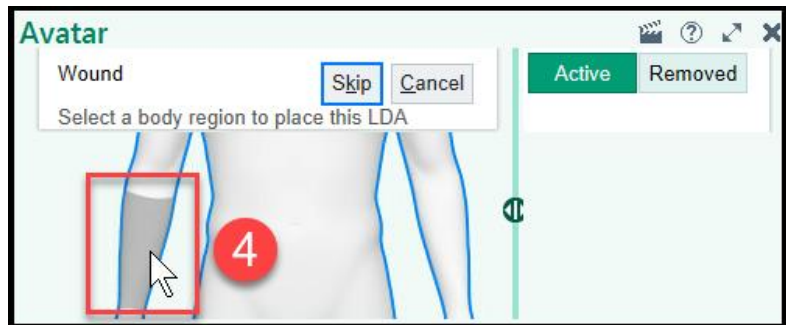 Avatar
Wound
Skip Cancel
Active Removed
Select a body region to place this LDA
4